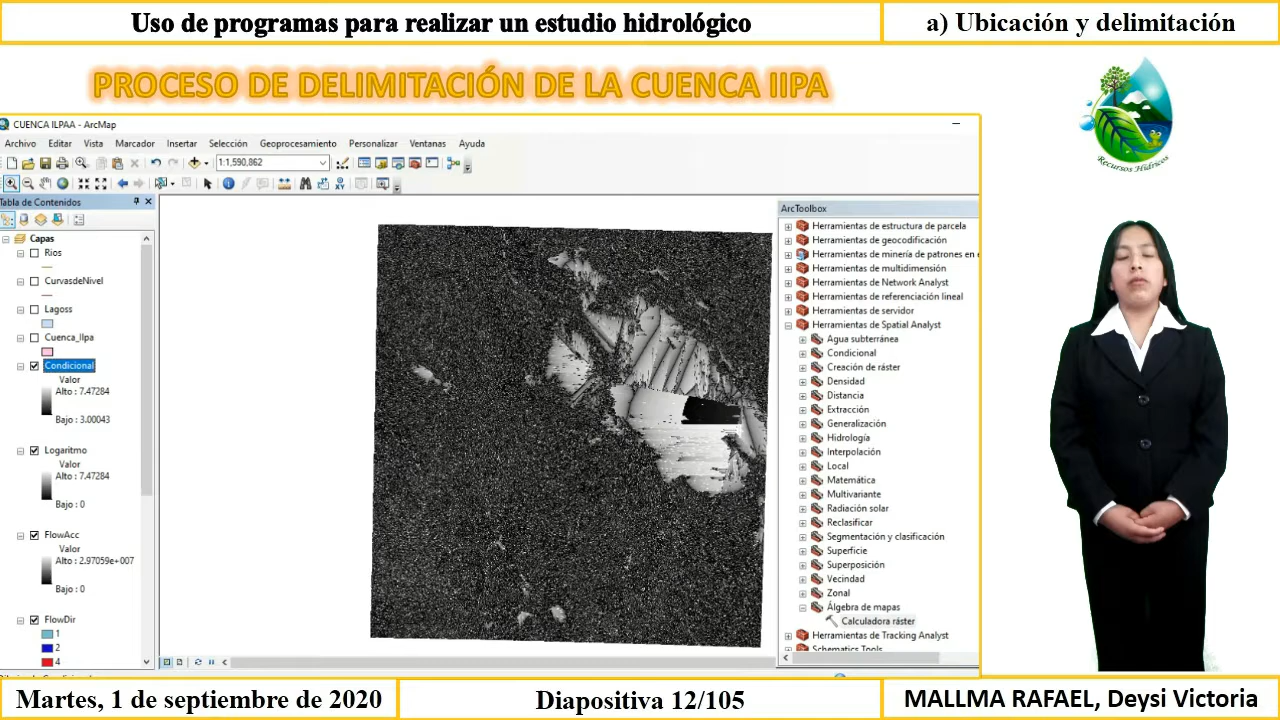 Uso de programas para realizar un estudio hidrológico
a) Ubicación y delimitación
PROCESO DE DELIMITACIÓN DE LA CUENCA IIPA
Recursos Hídricos
CUENCA ILPAA - ArcMap
Archivo Editar Vista Marcador Insertar Selección Geoprocesamiento Personalizar Ventanas Ayuda
1:1,590,862
Tabla de Contenidos
Capas
Rios
CurvasdeNivel
Lagoss
Cuenca_Ilpa
Condicional
Valor
Alto : 7.47284
Bajo : 3.00043
Logaritmo
Valor
Alto : 7.47284
Bajo : 0
FlowAcc
Valor
Alto : 2.97059e+007
Bajo : 0
FlowDir
1
2
4
ArcToolbox
Herramientas de estructura de parcela
Herramientas de geocodificación
Herramientas de minería de patrones en e
Herramientas de multidimensión
Herramientas de Network Analyst
Herramientas de referenciación lineal
Herramientas de servidor
Herramientas de Spatial Analyst
Agua subterránea
Condicional
Creación de ráster
Densidad
Distancia
Extracción
Generalización
Hidrología
Interpolación
Local
Matemática
Multivariante
Radiación solar
Reclasificar
Segmentación y clasificación
Superficie
Superposición
Vecindad
Zonal
Álgebra de mapas
Calculadora ráster
Herramientas de Tracking Analyst
Schematics Tools
Martes, 1 de septiembre de 2020
Diapositiva 12/105
MALLMA RAFAEL, Deysi Victoria